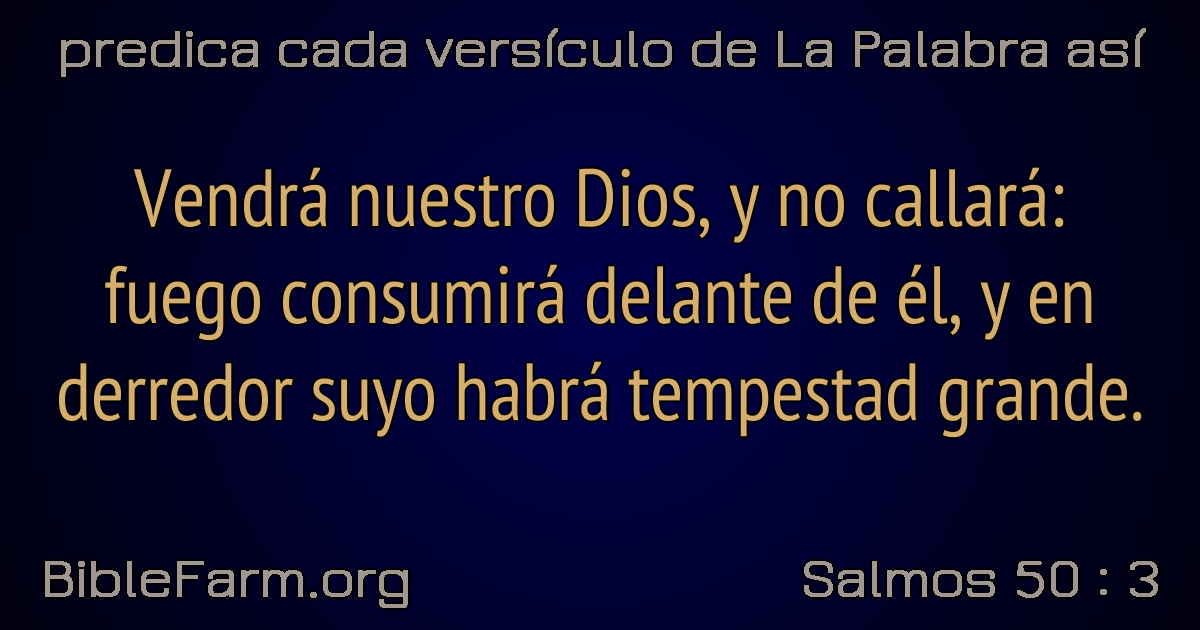 predica cada versículo de La Palabra así
Vendrá nuestro Dios, y no callará:
fuego consumirá delante de él, y en
derredor suyo habrá tempestad grande.
BibleFarm.org
Salmos 50 : 3